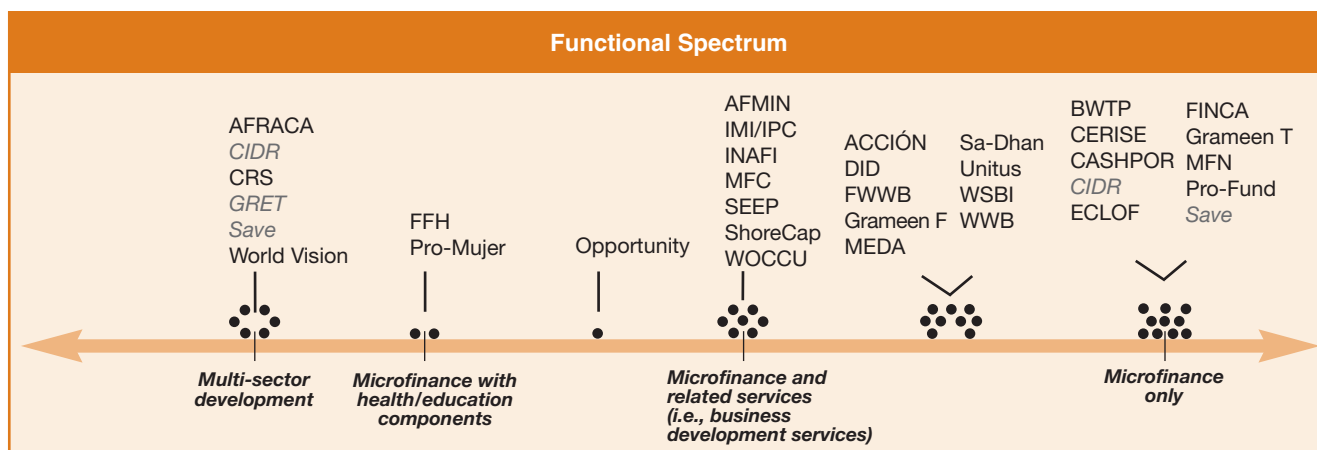 Functional Spectrum
AFRACA
CIDR
CRS
GRET
Save
World Vision
FFH
Pro-Mujer
Opportunity
AFMIN
IMI/IPC
INAFI
MFC
SEEP
ShoreCap
WOCCU
ACCIÓN
DID
FWWB
Grameen F
MEDA
Sa-Dhan
Unitus
WSBI
WWB
BWTP
CERISE
CASHPOR
CIDR
ECLOF
FINCA
Grameen T
MFN
Pro-Fund
Save
Multi-sector
development
Microfinance with
health/education
components
Microfinance and
related services
(i.e., business
development services)
Microfinance
only